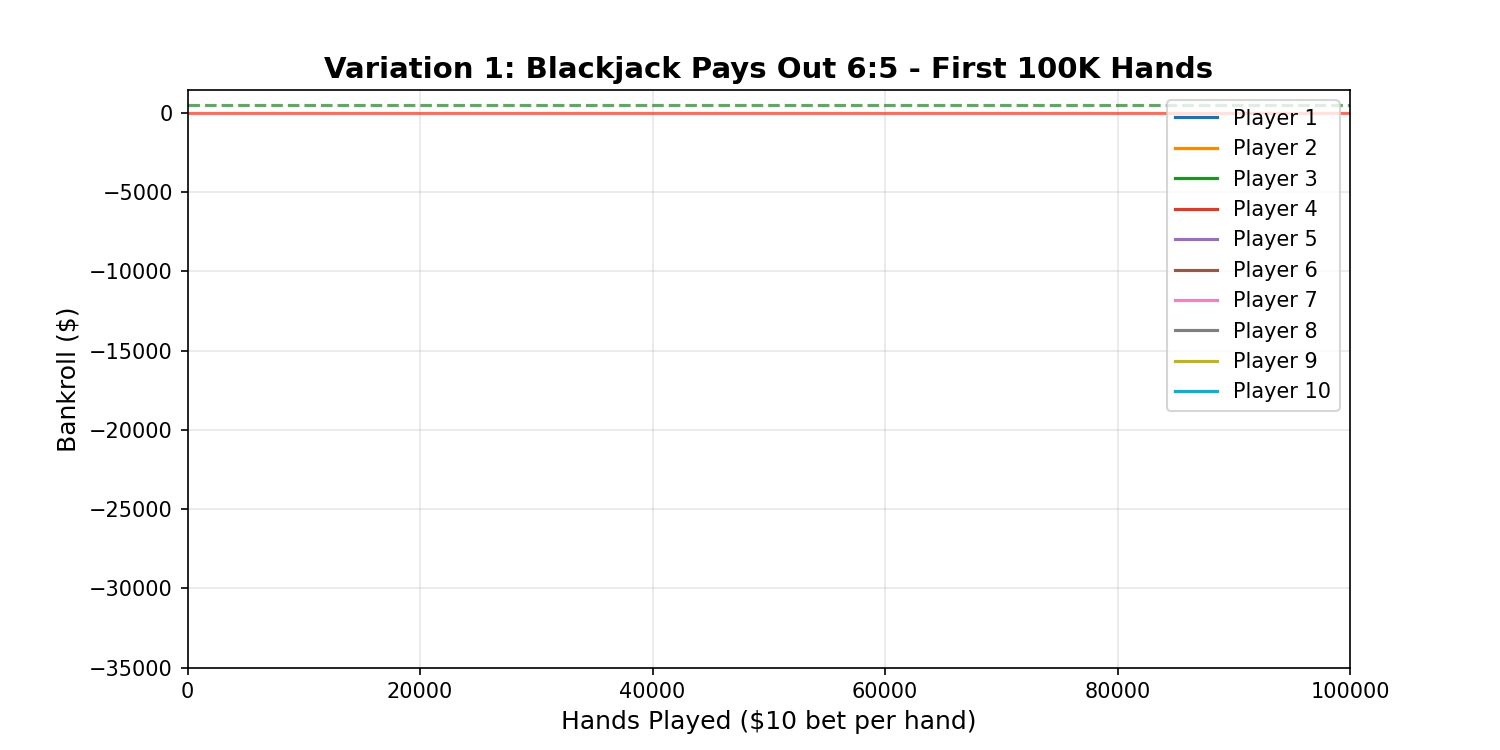 Variation 1: Blackjack Pays Out 6:5 - First 100K Hands
Bankroll ($)
0
−5000
−10000
−15000
−20000
−25000
−30000
−35000
Player 1
Player 2
Player 3
Player 4
Player 5
Player 6
Player 7
Player 8
Player 9
Player 10
0 20000 40000 60000 80000 100000
Hands Played ($10 bet per hand)